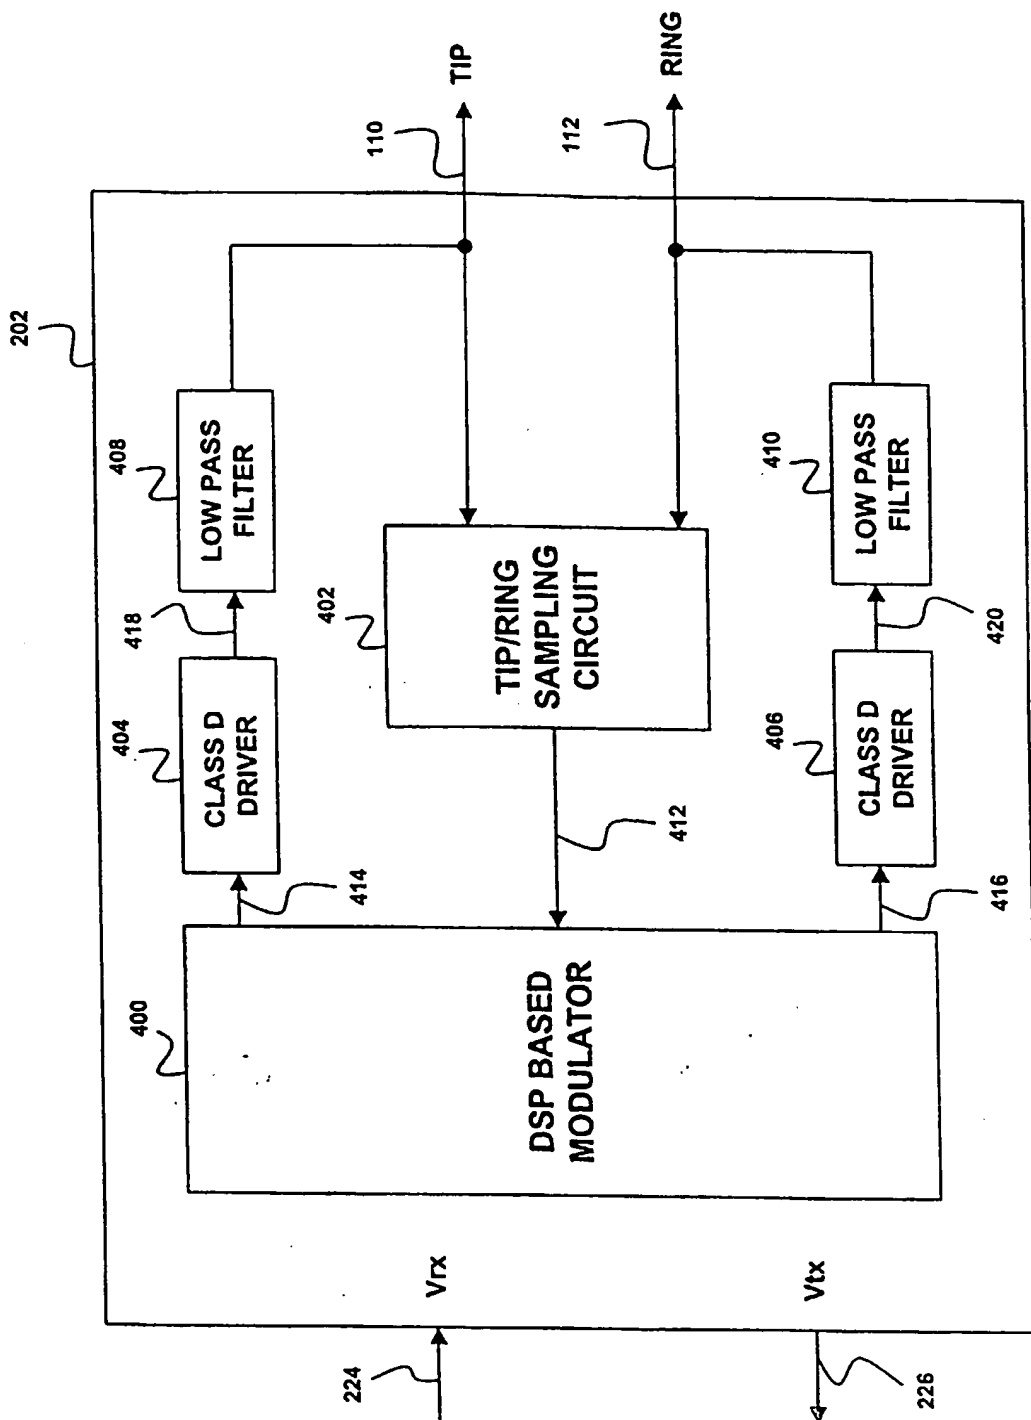 202
400
DSP BASED
MODULATOR
414
404
CLASS D
DRIVER
418
408
LOW PASS
FILTER
110
TIP
412
402
TIP/RING
SAMPLING
CIRCUIT
112
RING
416
406
CLASS D
DRIVER
420
410
LOW PASS
FILTER
224
Vrx
226
Vtx